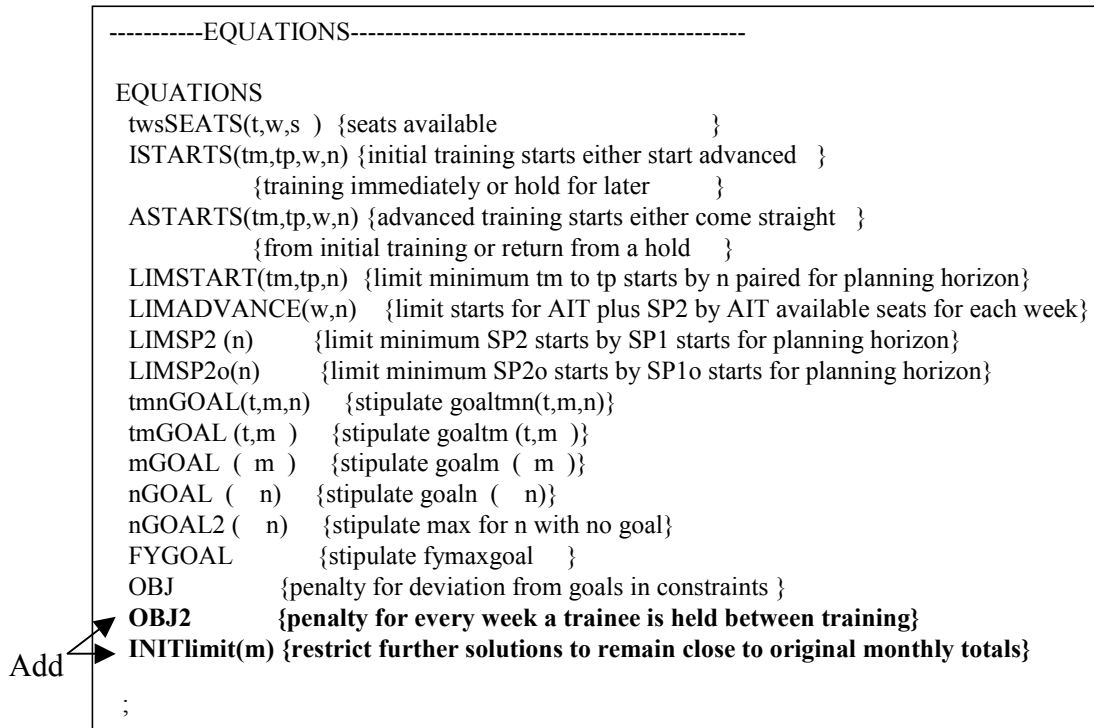 -----------EQUATIONS----------------------------------------------
EQUATIONS
twsSEATS(t,w,s ) {seats available }
ISTARTS(tm,tp,w,n) {initial training starts either start advanced }
{training immediately or hold for later }
ASTARTS(tm,tp,w,n) {advanced training starts either come straight }
{from initial training or return from a hold }
LIMSTART(tm,tp,n) {limit minimum tm to tp starts by n paired for planning horizon}
LIMADVANCE(w,n) {limit starts for AIT plus SP2 by AIT available seats for each week}
LIMSP2 (n) {limit minimum SP2 starts by SP1 starts for planning horizon}
LIMSP2o(n) {limit minimum SP2o starts by SP1o starts for planning horizon}
tmnGOAL(t,m,n) {stipulate goaltmn(t,m,n)}
tmGOAL (t,m ) {stipulate goaltm (t,m )}
mGOAL ( m ) {stipulate goalm ( m )}
nGOAL ( n) {stipulate goaln ( n)}
nGOAL2 ( n) {stipulate max for n with no goal}
FYGOAL {stipulate fymaxgoal }
OBJ {penalty for deviation from goals in constraints }
OBJ2 {penalty for every week a trainee is held between training}
Add
INITlimit(m) {restrict further solutions to remain close to original monthly totals}
;